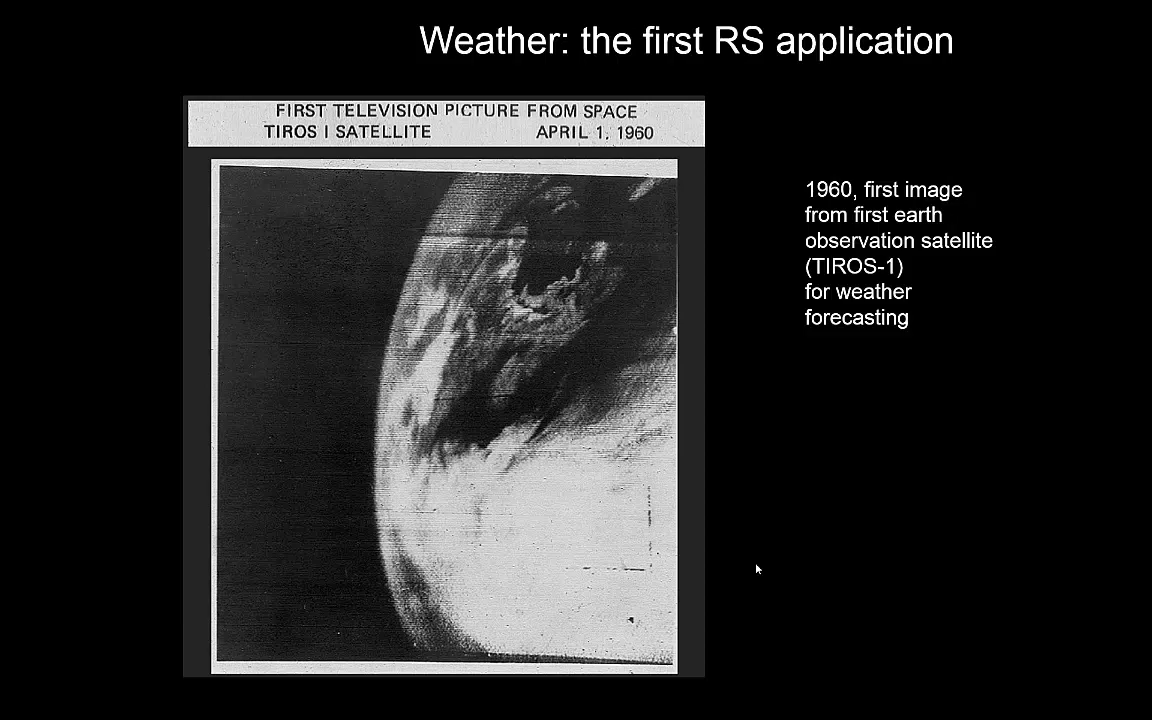 Weather: the first RS application
FIRST TELEVISION PICTURE FROM SPACE
TIROS I SATELLITE APRIL 1, 1960
1960, first image
from first earth
observation satellite
(TIROS-1)
for weather
forecasting